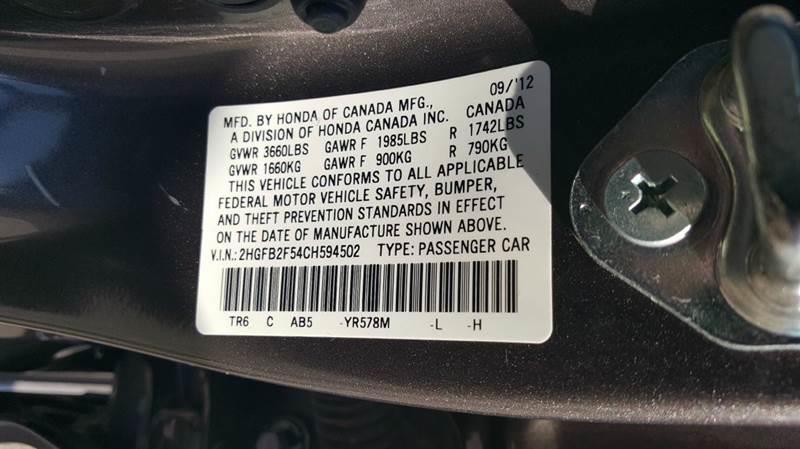 09/'12
MFD. BY HONDA OF CANADA MFG., CANADA
A DIVISION OF HONDA CANADA INC.
GVWR 3660LBS GAWR F 1985LBS R 1742LBS
GVWR 1660KG GAWR F 900KG R 790KG
THIS VEHICLE CONFORMS TO ALL APPLICABLE
FEDERAL MOTOR VEHICLE SAFETY, BUMPER,
AND THEFT PREVENTION STANDARDS IN EFFECT
ON THE DATE OF MANUFACTURE SHOWN ABOVE.
V.I.N.: 2HGFB2F54CH594502 TYPE: PASSENGER CAR
TR6 C AB5 -YR578M -L -H